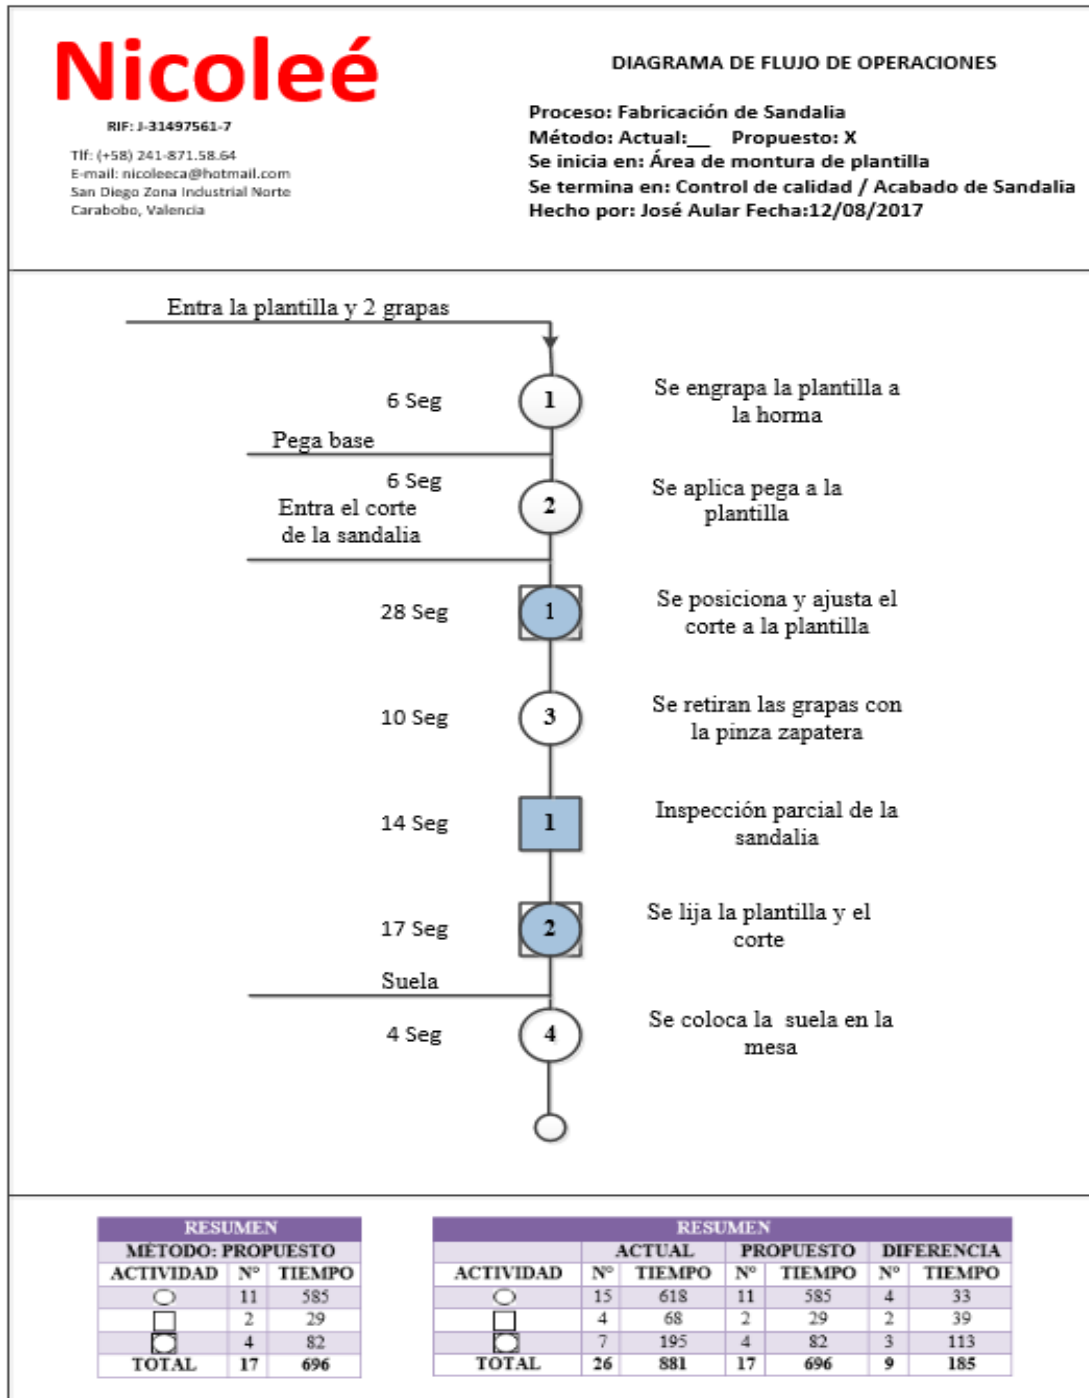 Nicoleé
RIF: J-31497561-7
Tlf: (+58) 241-871.58.64
E-mail: nicoleeca@hotmail.com
San Diego Zona Industrial Norte
Carabobo, Valencia
DIAGRAMA DE FLUJO DE OPERACIONES
Proceso: Fabricación de Sandalia
Método: Actual:__ Propuesto: X
Se inicia en: Área de montura de plantilla
Se termina en: Control de calidad / Acabado de Sandalia
Hecho por: José Aular Fecha:12/08/2017
Entra la plantilla y 2 grapas
6 Seg
1
Se engrapa la plantilla a
la horma
Pega base
6 Seg
2
Se aplica pega a la
plantilla
Entra el corte
de la sandalia
28 Seg
1
Se posiciona y ajusta el
corte a la plantilla
10 Seg
3
Se retiran las grapas con
la pinza zapatera
14 Seg
1
Inspección parcial de la
sandalia
17 Seg
2
Se lija la plantilla y el
corte
Suela
4 Seg
4
Se coloca la suela en la
mesa
RESUMEN
MÉTODO: PROPUESTO
ACTIVIDAD N° TIEMPO
11 585
2 29
4 82
TOTAL 17 696
RESUMEN
ACTUAL PROPUESTO DIFERENCIA
ACTIVIDAD N° TIEMPO N° TIEMPO N° TIEMPO
15 618 11 585 4 33
4 68 2 29 2 39
7 195 4 82 3 113
TOTAL 26 881 17 696 9 185